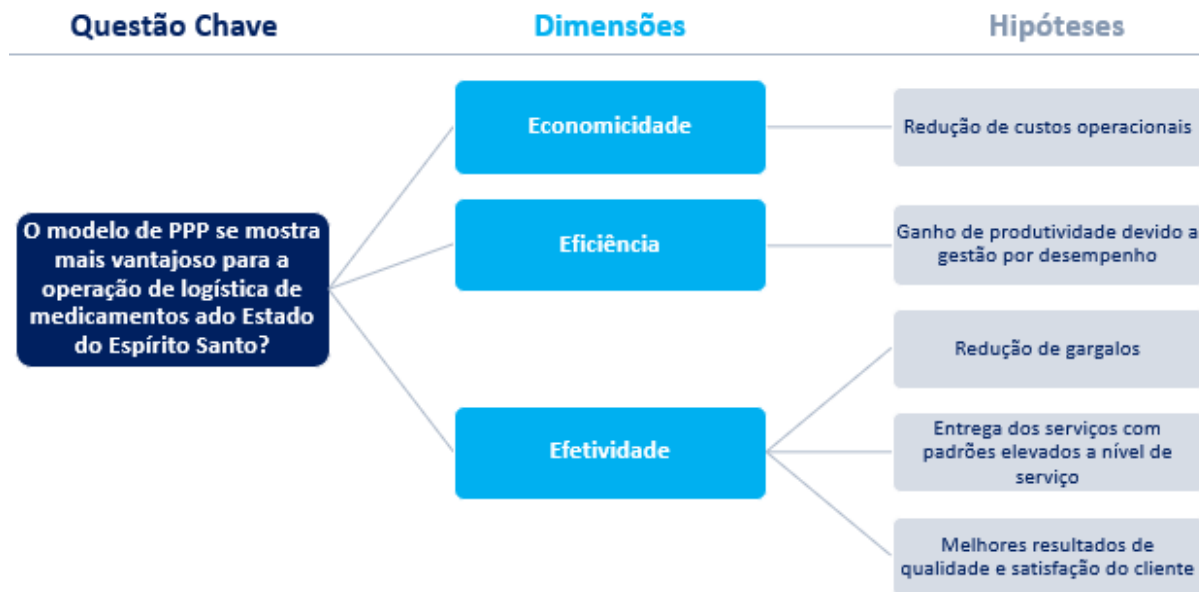 Questão Chave
Dimensões
Hipóteses
O modelo de PPP se mostra
mais vantajoso para a
operação de logística de
medicamentos ado Estado
do Espírito Santo?
Economicidade
Redução de custos operacionais
Eficiência
Ganho de produtividade devido a
gestão por desempenho
Efetividade
Redução de gargalos
Entrega dos serviços com
padrões elevados a nível de
serviço
Melhores resultados de
qualidade e satisfação do cliente